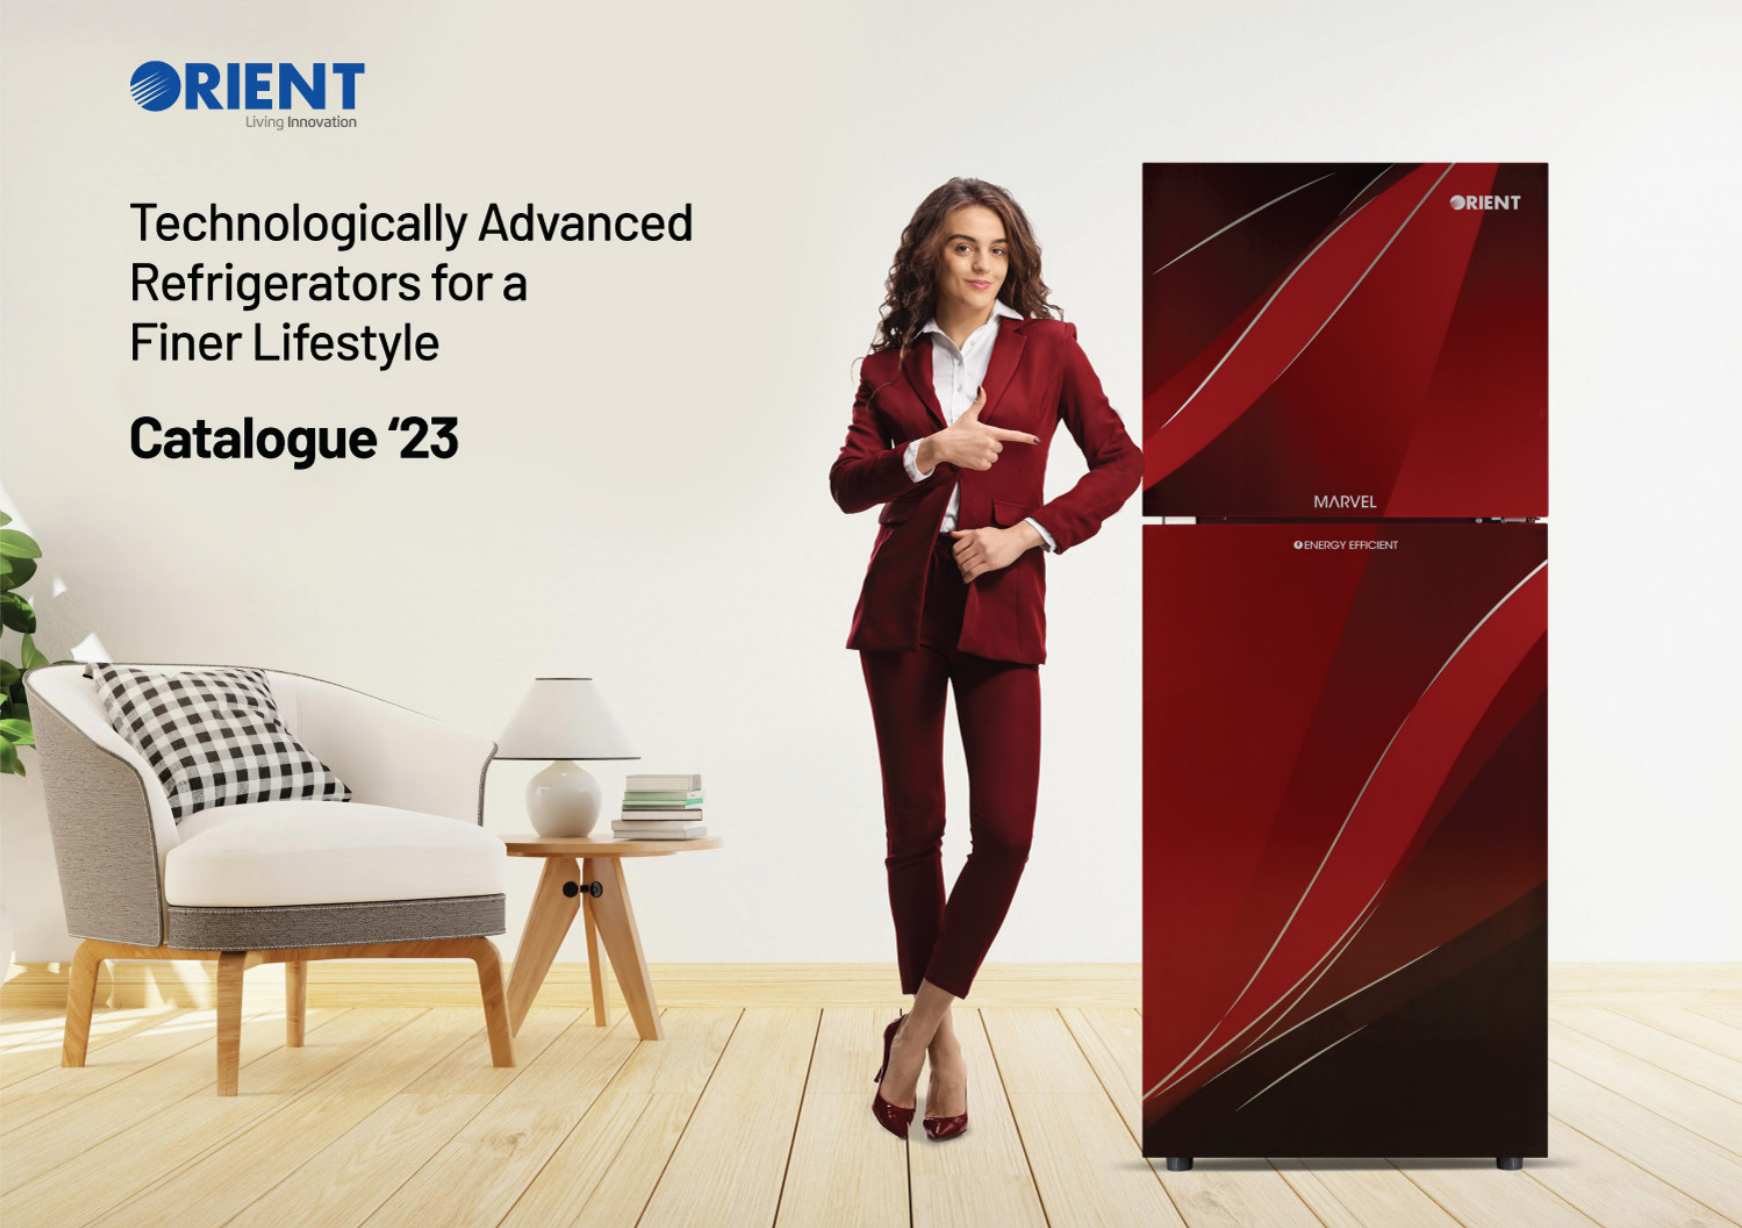 ORIENT
Living Innovation
Technologically Advanced
Refrigerators for a
Finer Lifestyle
Catalogue ‘23
ORIENT
MARVEL
ENERGY EFFICIENT